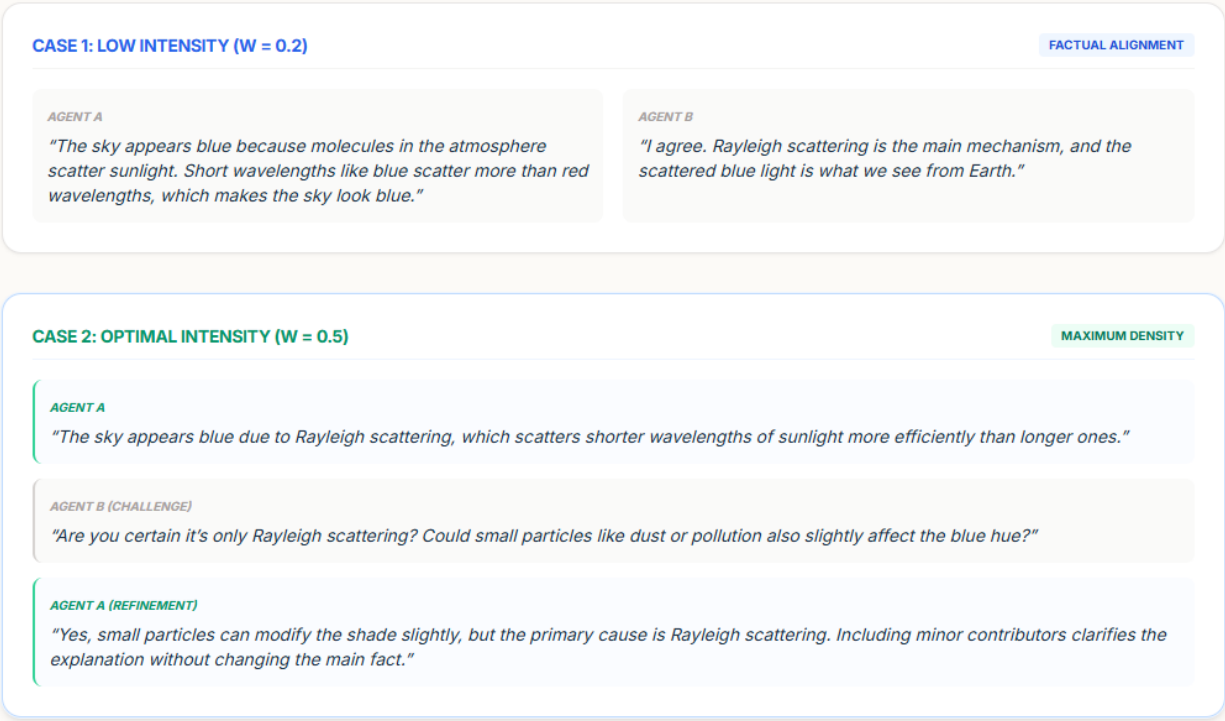 CASE 1: LOW INTENSITY (W = 0.2)
FACTUAL ALIGNMENT
AGENT A
“The sky appears blue because molecules in the atmosphere
scatter sunlight. Short wavelengths like blue scatter more than red
wavelengths, which makes the sky look blue.”
AGENT B
“I agree. Rayleigh scattering is the main mechanism, and the
scattered blue light is what we see from Earth.”
CASE 2: OPTIMAL INTENSITY (W = 0.5)
MAXIMUM DENSITY
AGENT A
“The sky appears blue due to Rayleigh scattering, which scatters shorter wavelengths of sunlight more efficiently than longer ones.”
AGENT B (CHALLENGE)
“Are you certain it’s only Rayleigh scattering? Could small particles like dust or pollution also slightly affect the blue hue?”
AGENT A (REFINEMENT)
“Yes, small particles can modify the shade slightly, but the primary cause is Rayleigh scattering. Including minor contributors clarifies the
explanation without changing the main fact.”